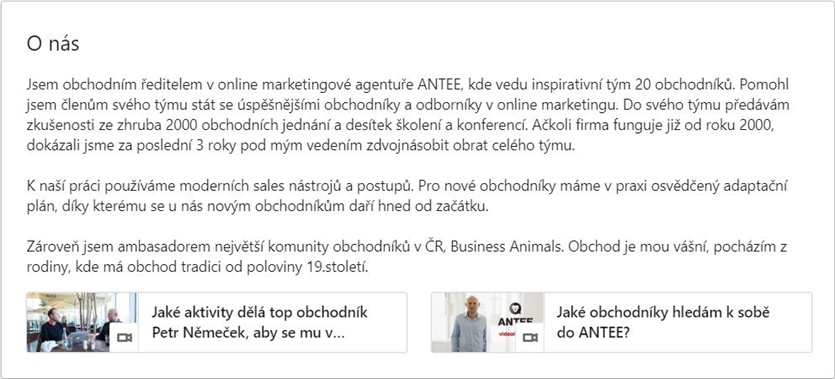 O nás
Jsem obchodním ředitelem v online marketingové agentuře ANTEE, kde vedu inspirativní tým 20 obchodníků. Pomohl
jsem členům svého týmu stát se úspěšnějšími obchodníky a odborníky v online marketingu. Do svého týmu předávám
zkušenosti ze zhruba 2000 obchodních jednání a desítek školení a konferencí. Ačkoli firma funguje již od roku 2000,
dokázali jsme za poslední 3 roky pod mým vedením zdvojnásobit obrat celého týmu.
K naší práci používáme moderních sales nástrojů a postupů. Pro nové obchodníky máme v praxi osvědčený adaptační
plán, díky kterému se u nás novým obchodníkům daří hned od začátku.
Zároveň jsem ambasadorem největší komunity obchodníků v ČR, Business Animals. Obchod je mou vášní, pocházím z
rodiny, kde má obchod tradici od poloviny 19.století.
Jaké aktivity dělá top obchodník
Petr Němeček, aby se mu v...
ANTEE
Jaké obchodníky hledám k sobě
do ANTEE?